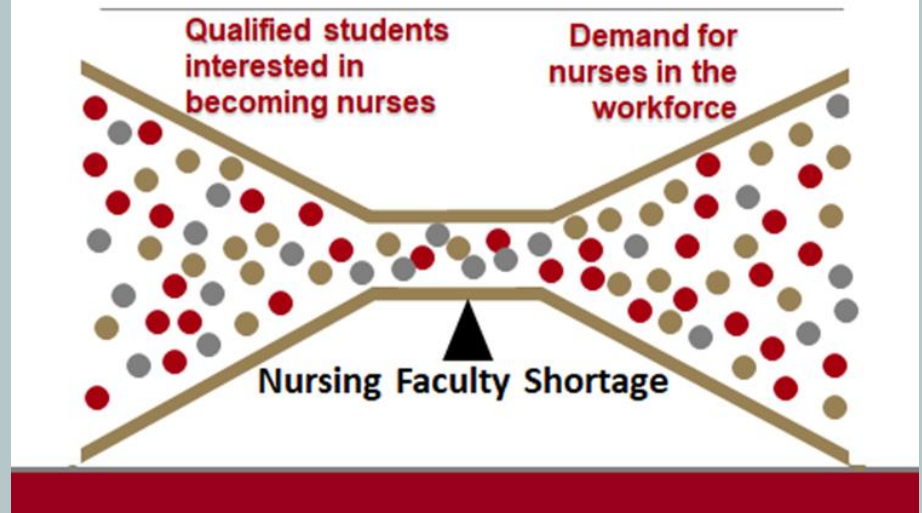 Qualified students
interested in
becoming nurses
Demand for
nurses in the
workforce
Nursing Faculty Shortage